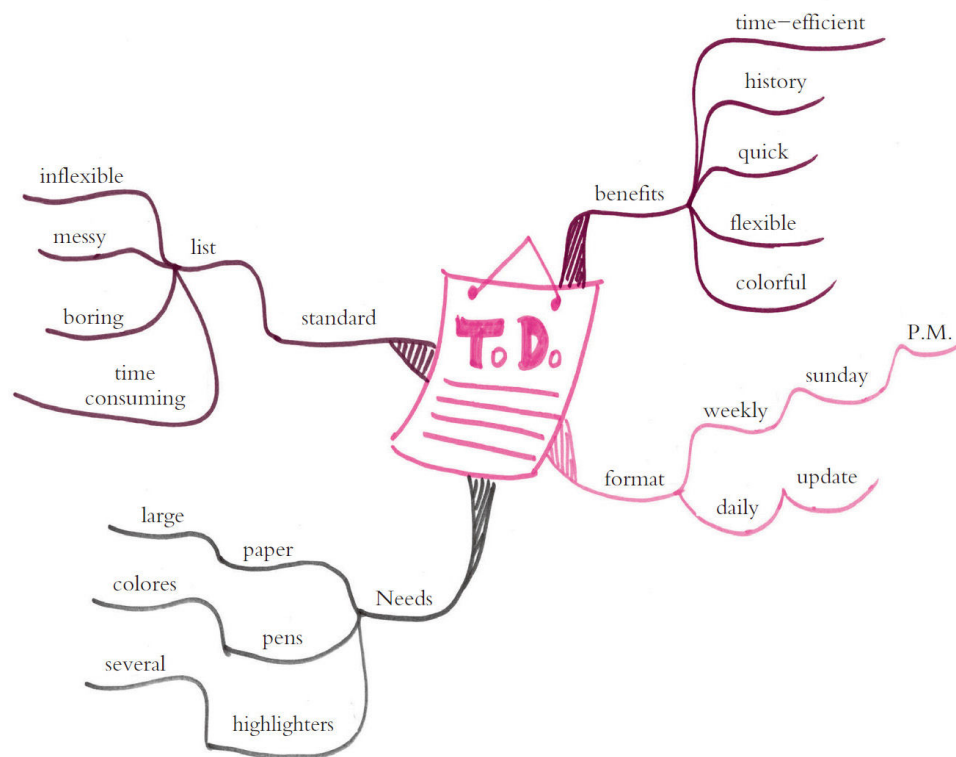 T.D.
benefits
time-efficient
history
quick
flexible
colorful
format
weekly
sunday
P.M.
daily
update
Needs
paper
large
pens
colores
highlighters
several
standard
list
inflexible
messy
boring
time
consuming